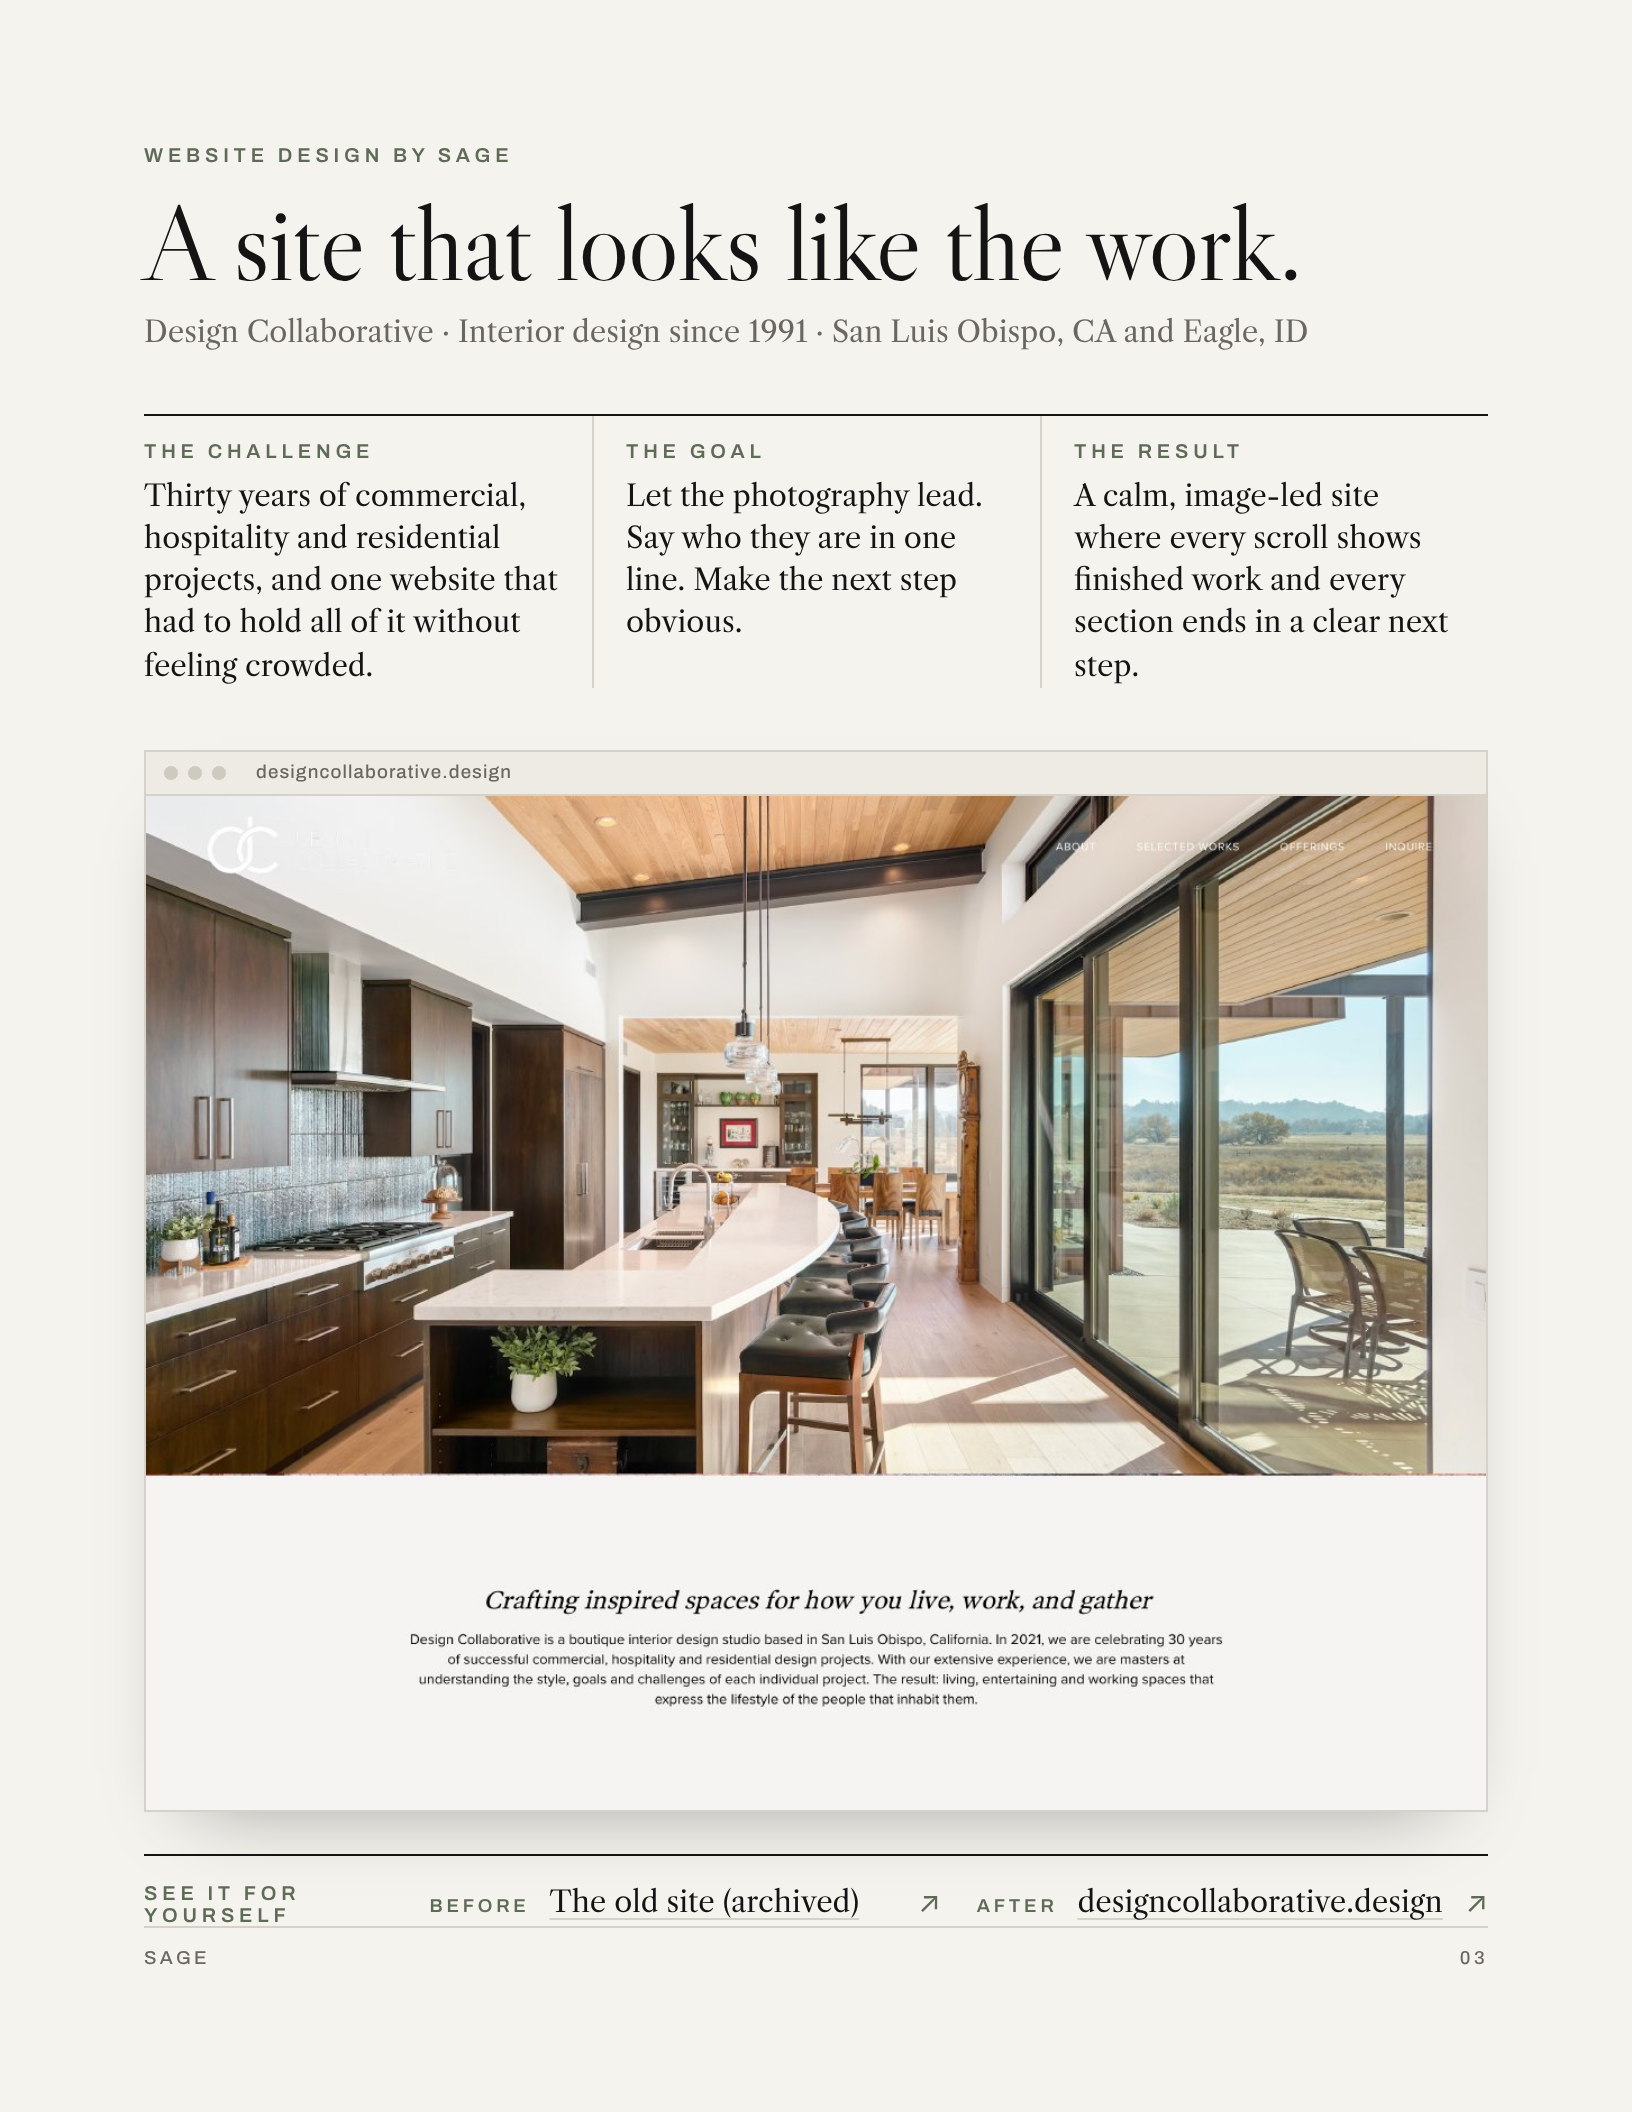 WEBSITE DESIGN BY SAGE
A site that looks like the work.
Design Collaborative · Interior design since 1991 · San Luis Obispo, CA and Eagle, ID
THE CHALLENGE
Thirty years of commercial,
hospitality and residential
projects, and one website that
had to hold all of it without
feeling crowded.
THE GOAL
Let the photography lead.
Say who they are in one
line. Make the next step
obvious.
THE RESULT
A calm, image-led site
where every scroll shows
finished work and every
section ends in a clear next
step.
designcollaborative.design
dc
ABOUT SELECTED WORKS OFFERINGS INQUIRE
Crafting inspired spaces for how you live, work, and gather
Design Collaborative is a boutique interior design studio based in San Luis Obispo, California. In 2021, we are celebrating 30 years
of successful commercial, hospitality and residential design projects. With our extensive experience, we are masters at
understanding the style, goals and challenges of each individual project. The result: living, entertaining and working spaces that
express the lifestyle of the people that inhabit them.
SEE IT FOR
YOURSELF
BEFORE The old site (archived) ↗ AFTER designcollaborative.design ↗
SAGE 03